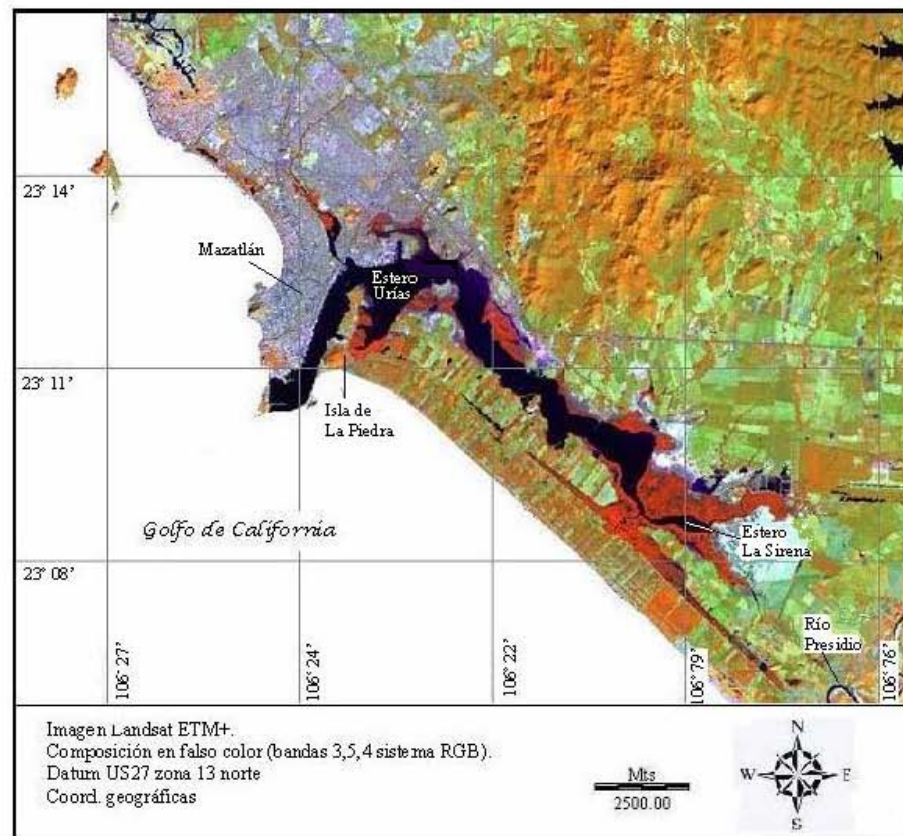 23° 14’
Mazatlán
Estero
Urías
23° 11’
Isla de
La Piedra
Golfo de California
Estero
La Sirena
23° 08’
Río
Presidio
106° 27’
106° 24’
106° 22’
106° 79’
106° 76’
Imagen Landsat ETM+.
Composición en falso color (bandas 3,5,4 sistema RGB).
Datum US27 zona 13 norte
Coord. geográficas
Mts
2500.00
N
W
E
S